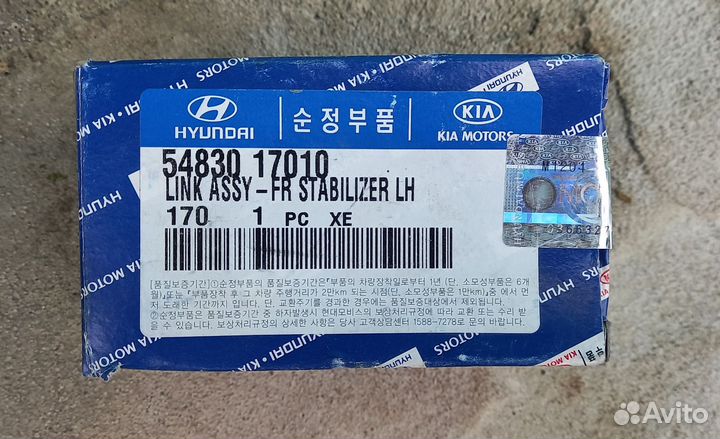 HYUNDAI
순정부품
KIA
KIA MOTORS
54830 17010
LINK ASSY-FR STABILIZER LH
170 1 PC XE
[품질보증기간] ①순정부품의 품질보증기간은 「부품의 차량장착일로부터 1년 (단, 소모성부품은 6개
월)」또는 「부품장착 후 그 차량 주행거리가 2만km 되는 시점(단, 소모성부품은 1만km)」중 에서 먼
저 도래한 기간까지 입니다. 단, 교환주기를 경과한 경우에는 품질보증대상에서 제외됩니다.
②순정부품은 보증기간중 하자발생시 현대모비스의 보상처리규정에 따라 교환 또는 수리 받
을 수 있습니다. 보상처리규정의 상세한 사항은 당사 고객상담센터 1588-7278로 문의 바랍니다.
HYUNDAI • KIA MOTORS
HYUNDAI • KIA MOTORS
HYUNDAI
KIA MOTORS
부품
Avito